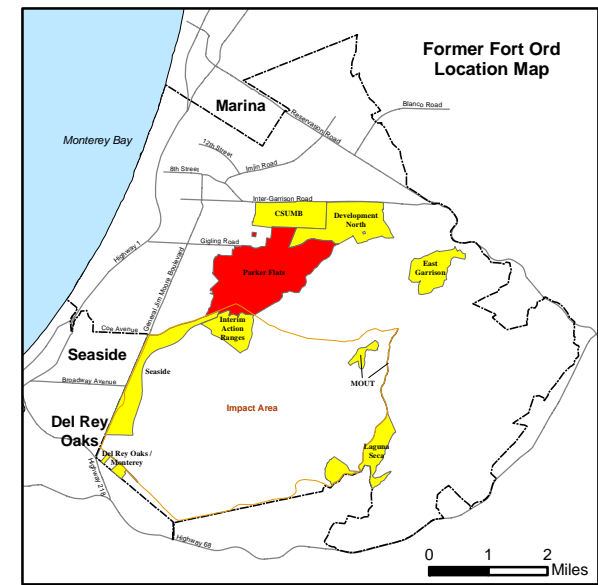 Former Fort Ord
Location Map
Marina
Blanco Road
Reservation Road
Monterey Bay
12th Street
Imjin Road
8th Street
Inter-Garrison Road
CSUMB
Development
North
Highway 1
General Jim Moore Boulevard
Gigling Road
East
Garrison
Parker Flats
Interim
Action
Ranges
Coe Avenue
Seaside
Seaside
MOUT
Broadway Avenue
Impact Area
Del Rey
Oaks
Laguna
Seca
Del Rey Oaks /
Monterey
Highway 218
Highway 68
0 1 2
Miles